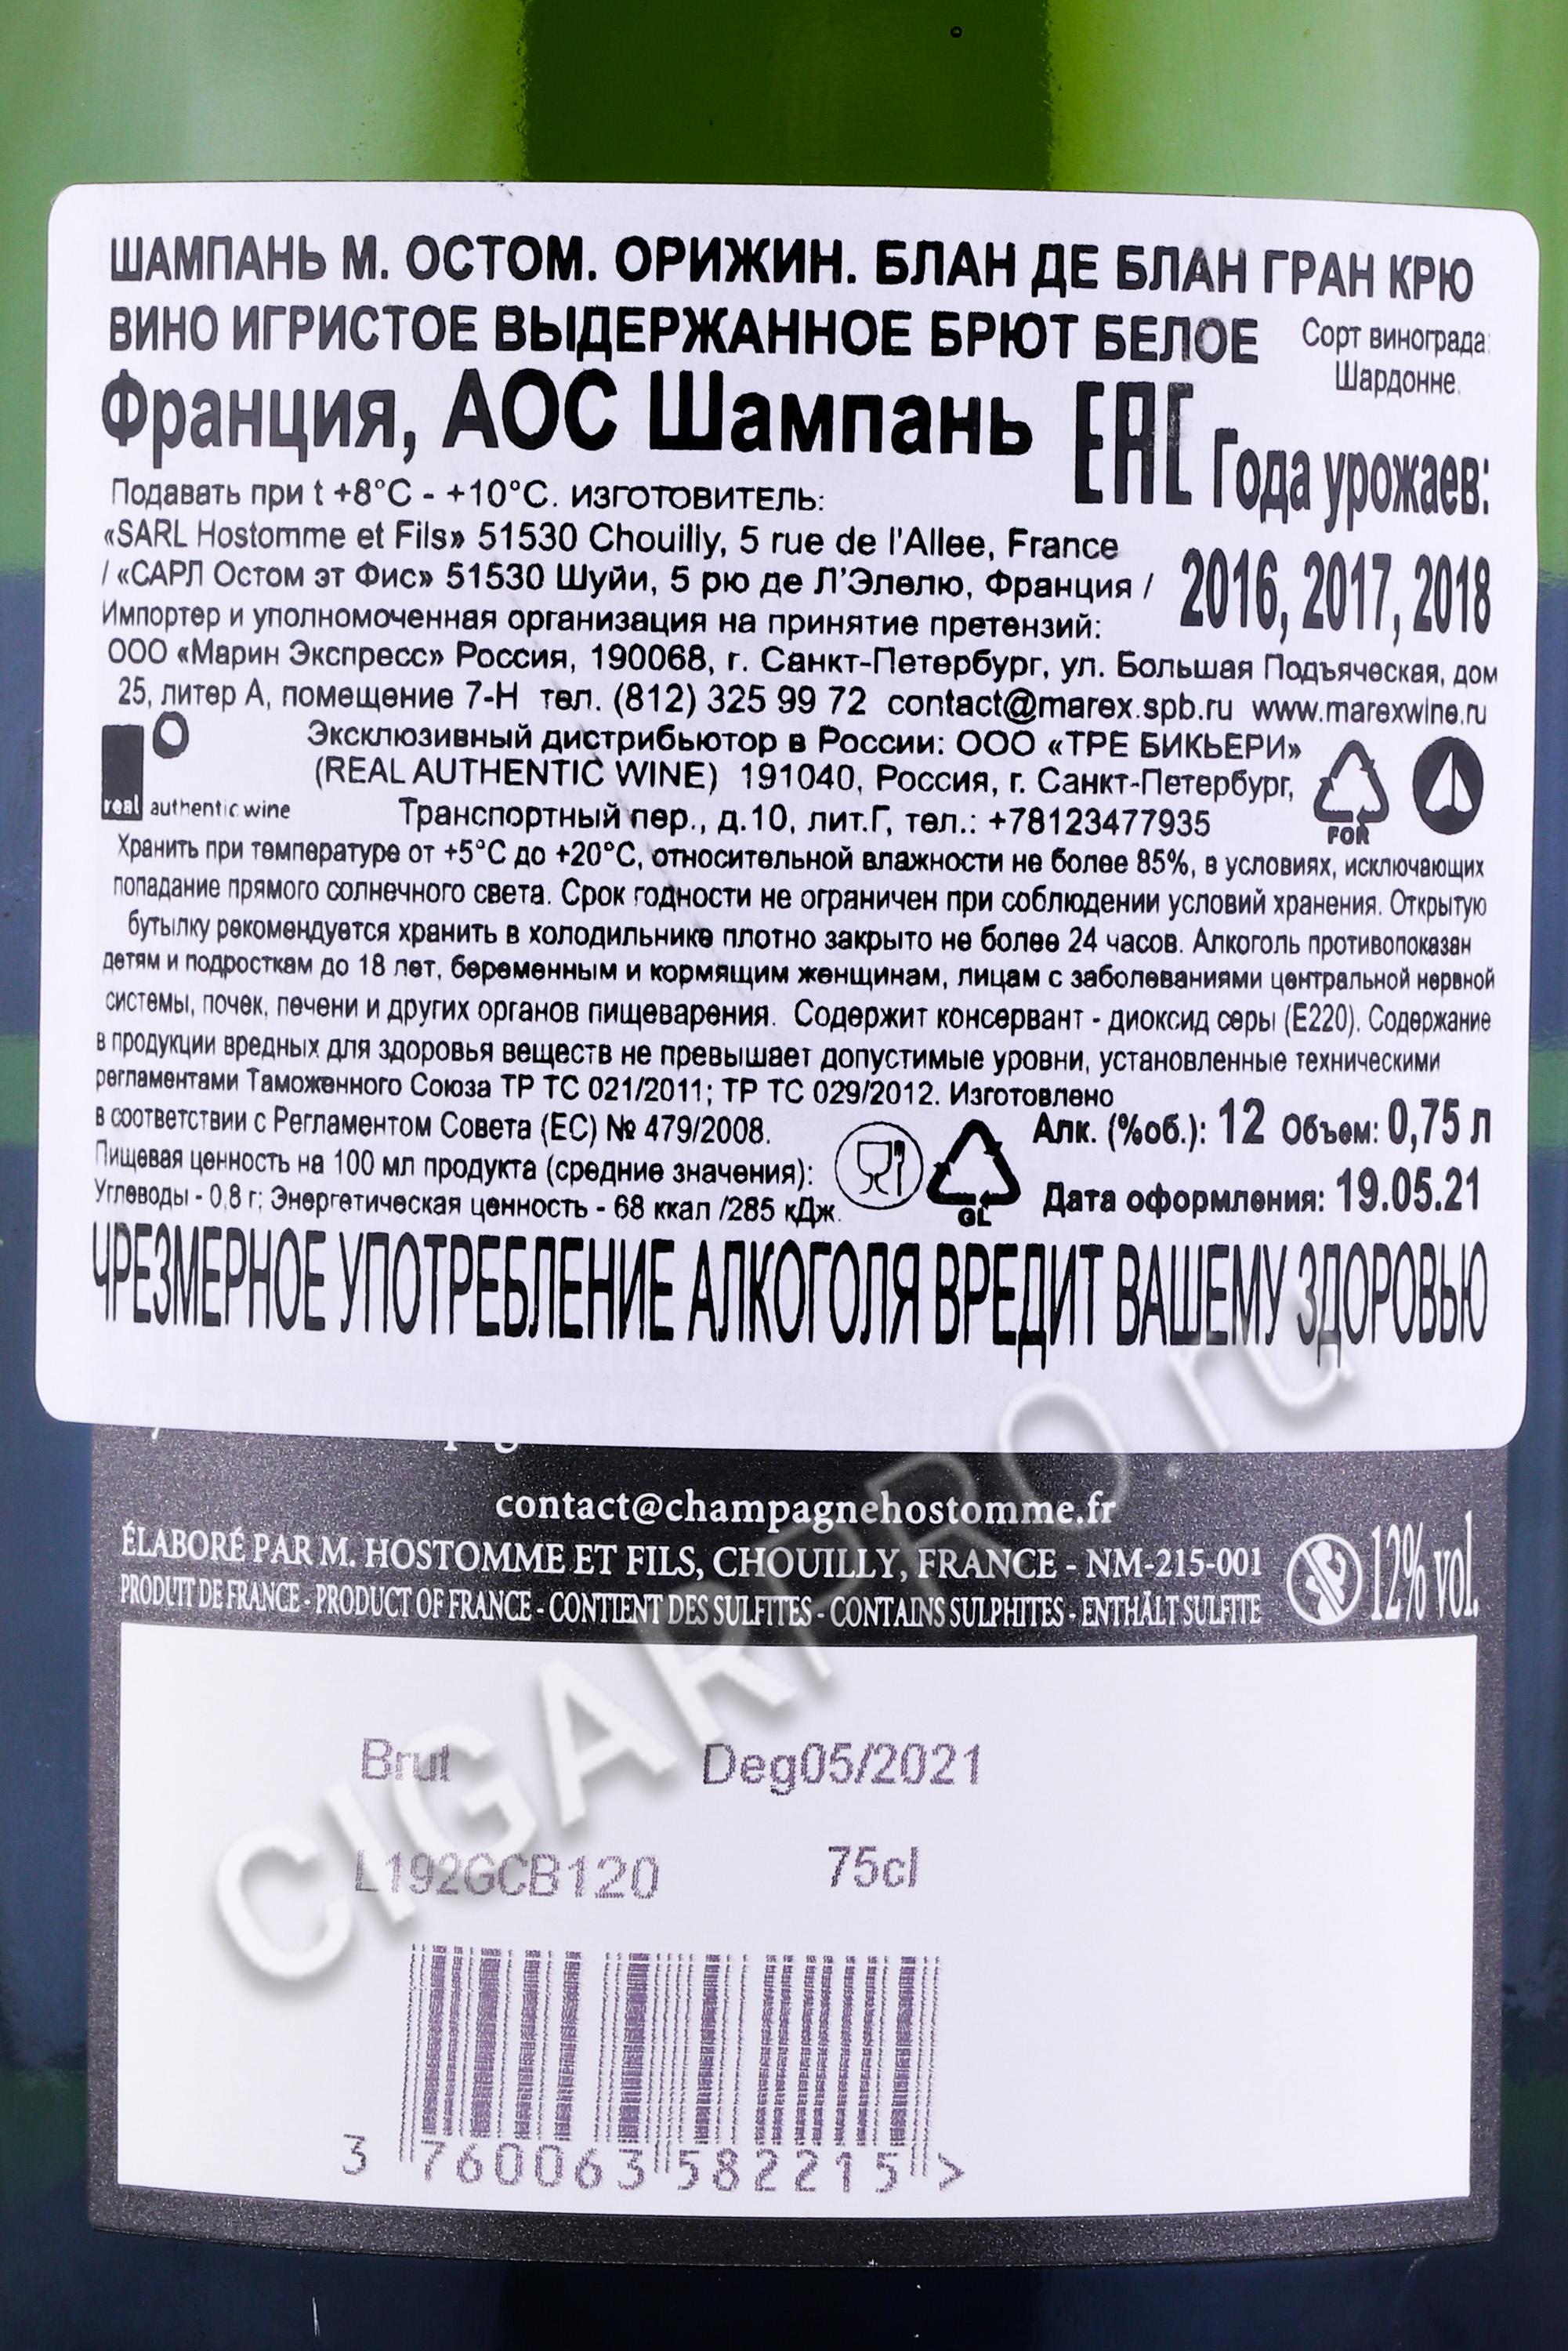 ШАМПАНЬ М. ОСТОМ. ОРИЖИН. БЛАН ДЕ БЛАН ГРАН КРЮ
ВИНО ИГРИСТОЕ ВЫДЕРЖАННОЕ БРЮТ БЕЛОЕ
Сорт винограда:
Шардонне.
Франция, АОС Шампань
EAC
Года урожаев:
2016, 2017, 2018
Подавать при t +8°С - +10°С. ИЗГОТОВИТЕЛЬ:
«SARL Hostomme et Fils» 51530 Chouilly, 5 rue de l'Allee, France
/ «САРЛ Остом эт Фис» 51530 Шуйи, 5 рю де Л'Элелю, Франция /
Импортер и уполномоченная организация на принятие претензий:
ООО «Марин Экспресс» Россия, 190068, г. Санкт-Петербург, ул. Большая Подъяческая, дом
25, литер А, помещение 7-Н тел. (812) 325 99 72 contact@marex.spb.ru www.marexwine.ru
real authentic wine
Эксклюзивный дистрибьютор в России: ООО «ТРЕ БИКЬЕРИ»
(REAL AUTHENTIC WINE) 191040, Россия, г. Санкт-Петербург,
Транспортный пер., д.10, лит.Г, тел.: +78123477935
FOR
Хранить при температуре от +5°С до +20°С, относительной влажности не более 85%, в условиях, исключающих
попадание прямого солнечного света. Срок годности не ограничен при соблюдении условий хранения. Открытую
бутылку рекомендуется хранить в холодильнике плотно закрыто не более 24 часов. Алкоголь противопоказан
детям и подросткам до 18 лет, беременным и кормящим женщинам, лицам с заболеваниями центральной нервной
системы, почек, печени и других органов пищеварения. Содержит консервант - диоксид серы (Е220). Содержание
в продукции вредных для здоровья веществ не превышает допустимые уровни, установленные техническими
регламентами Таможенного Союза ТР ТС 021/2011; ТР ТС 029/2012. Изготовлено
в соответствии с Регламентом Совета (ЕС) № 479/2008.
Пищевая ценность на 100 мл продукта (средние значения):
Углеводы - 0,8 г; Энергетическая ценность - 68 ккал /285 кДж.
GL
Алк. (%об.): 12 Объем: 0,75 л
Дата оформления: 19.05.21
ЧРЕЗМЕРНОЕ УПОТРЕБЛЕНИЕ АЛКОГОЛЯ ВРЕДИТ ВАШЕМУ ЗДОРОВЬЮ
contact@champagnehostomme.fr
ÉLABORÉ PAR M. HOSTOMME ET FILS, CHOUILLY, FRANCE - NM-215-001
PRODUIT DE FRANCE - PRODUCT OF FRANCE - CONTIENT DES SULFITES - CONTAINS SULPHITES - ENTHÄLT SULFITE
12% vol.
Brut Deg05/2021
L192GCB120 75cl
3 760063 582215 >
CIGARPRO.ru